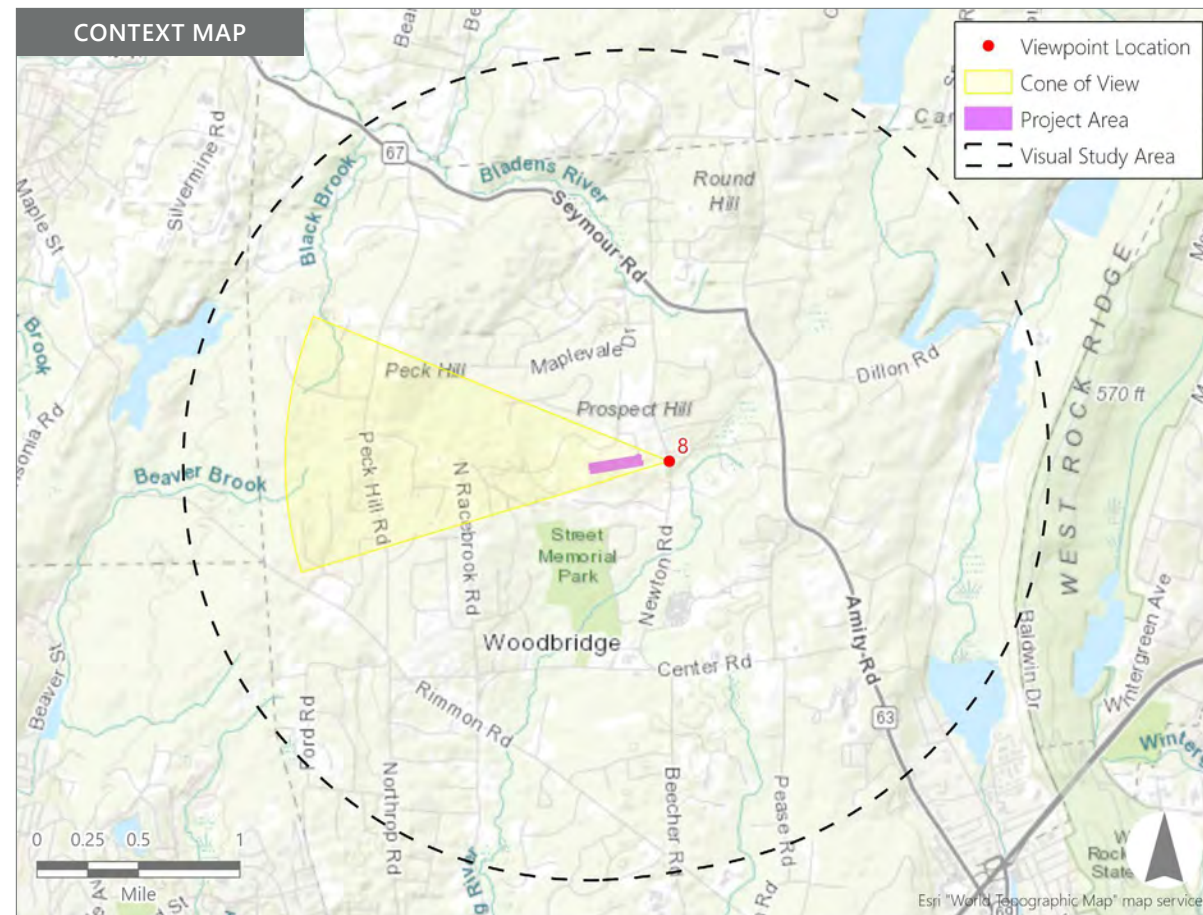 CONTEXT MAP
Viewpoint Location
Cone of View
Project Area
Visual Study Area
67
Silvermine Rd
Maple St
Black Brook
Bladens River
Seymour Rd
Round
Hill
Brook
Peck Hill
Maplevale Dr
Dillon Rd
570 ft
WEST ROCK RIDGE
Prospect Hill
8
Beaver Brook
Peck Hill Rd
N Racebrook Rd
Street
Memorial
Park
Newton Rd
Woodbridge
Center Rd
Amity Rd
63
Baldwin Dr
Wintergreen Ave
Beaver St
Ford Rd
Rimmon Rd
Northrop Rd
Beecher Rd
Pease Rd
0 0.25 0.5 1
Mile
State
Esri "World Topographic Map" map service